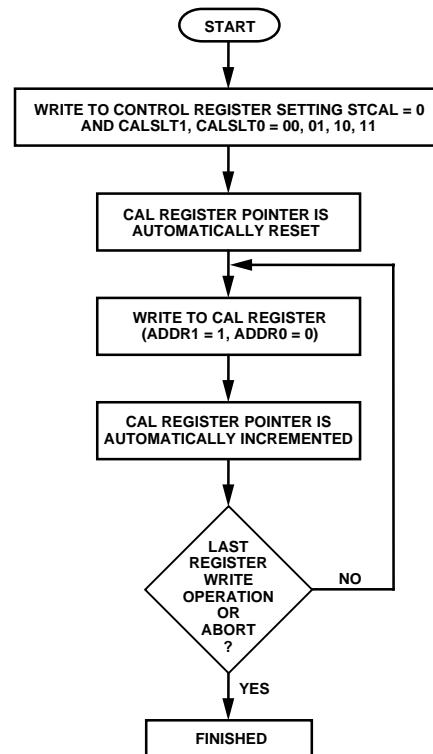 START
WRITE TO CONTROL REGISTER SETTING STCAL = 0
AND CALSLT1, CALSLT0 = 00, 01, 10, 11
CAL REGISTER POINTER IS
AUTOMATICALLY RESET
WRITE TO CAL REGISTER
(ADDR1 = 1, ADDR0 = 0)
CAL REGISTER POINTER IS
AUTOMATICALLY INCREMENTED
LAST
REGISTER
WRITE
OPERATION
OR
ABORT
?
NO
YES
FINISHED